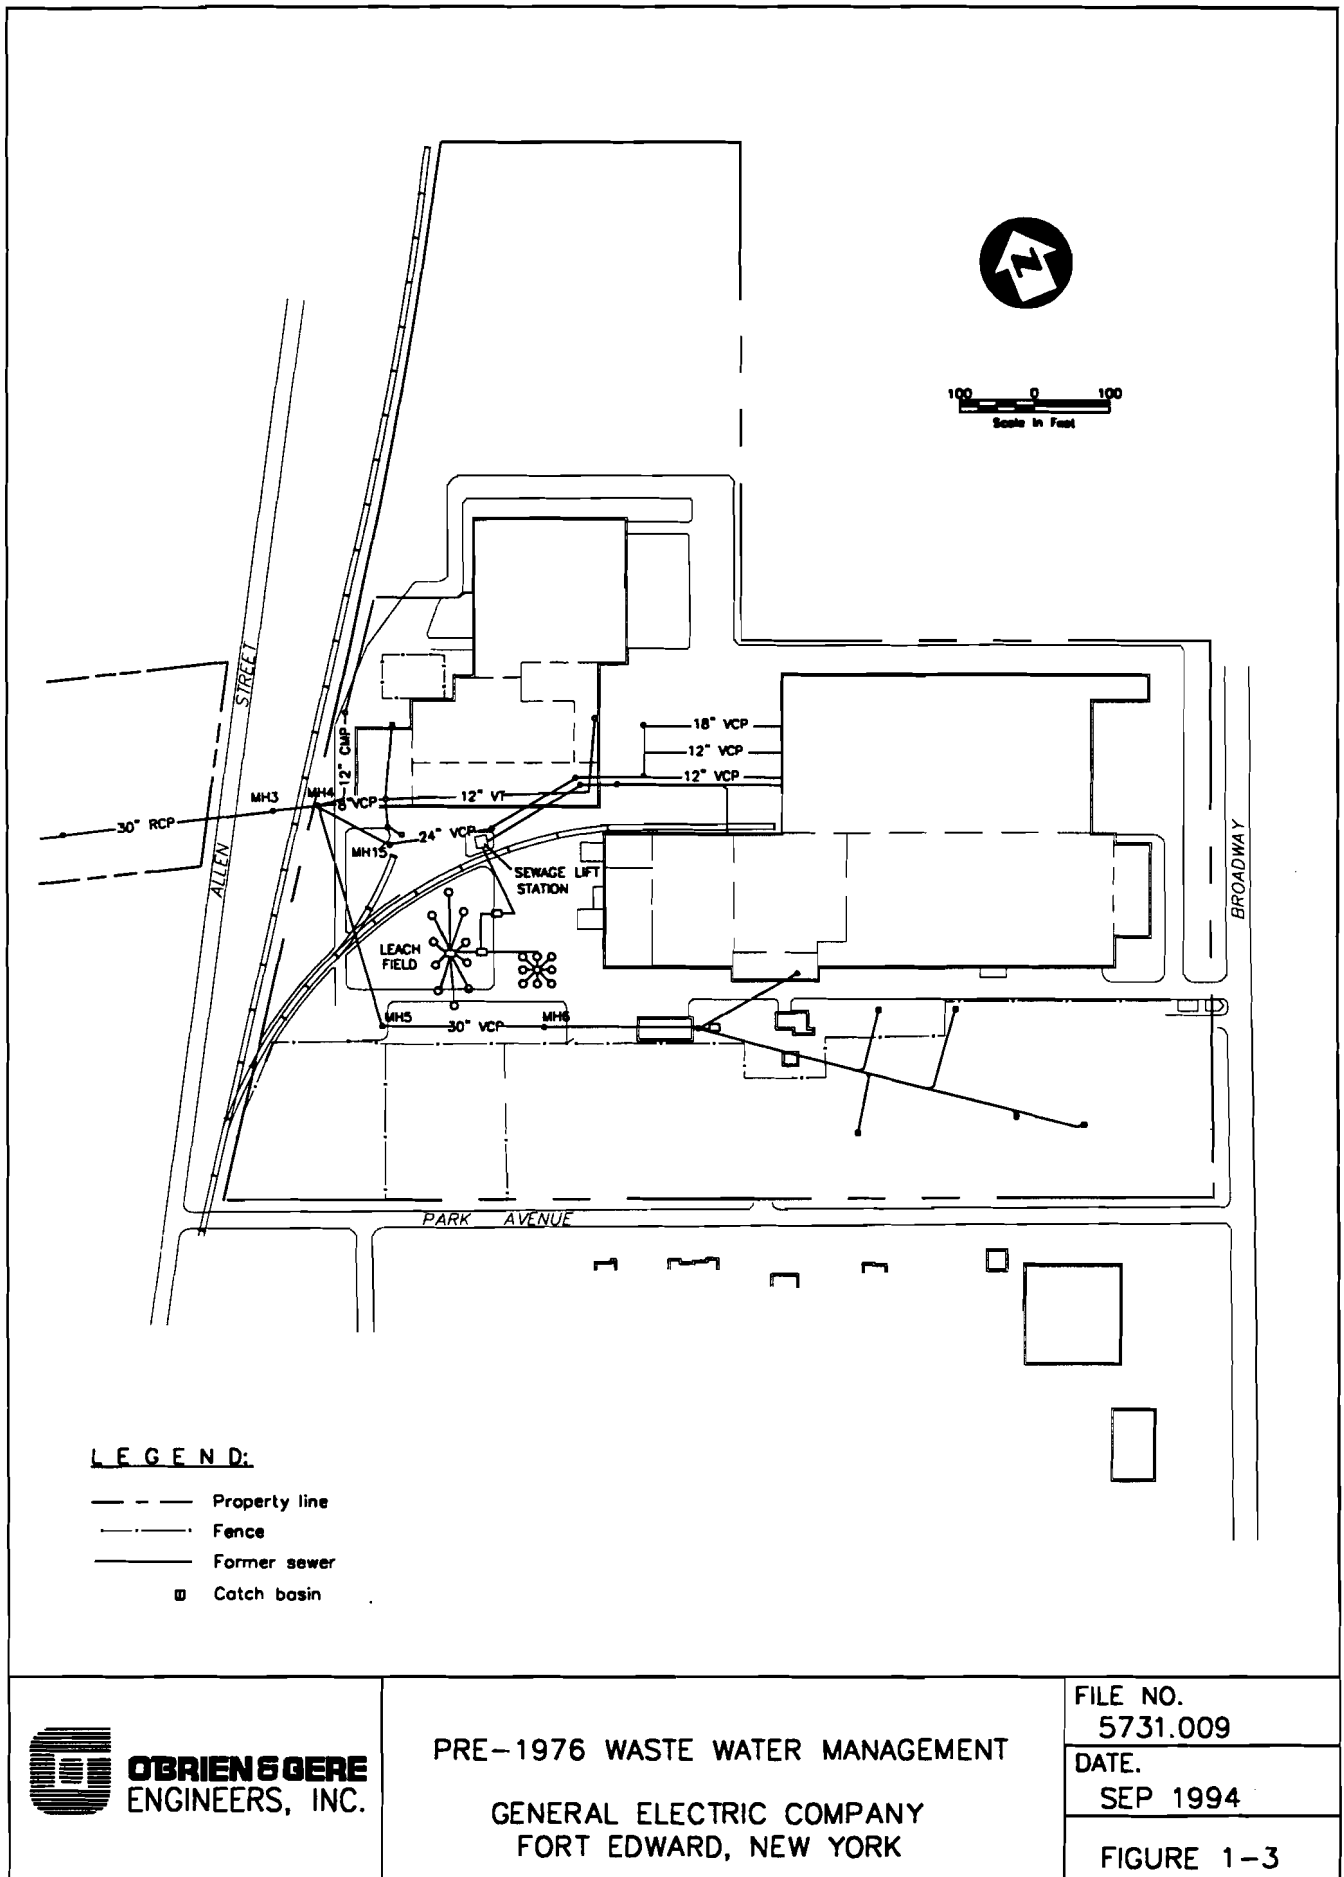 N
100 0 100
Scale in Feet
STREET
ALLEN
18" VCP
12" VCP
12" VCP
12" CMP
MH3
MH4
8" VCP
12" VT
30" RCP
24" VCP
MH15
SEWAGE LIFT
STATION
BROADWAY
LEACH
FIELD
MH5
30" VCP
MH6
PARK AVENUE
LEGEND:
Property line
Fence
Former sewer
Catch basin
O'BRIEN & GERE
ENGINEERS, INC.
PRE-1976 WASTE WATER MANAGEMENT
GENERAL ELECTRIC COMPANY
FORT EDWARD, NEW YORK
FILE NO.
5731.009
DATE.
SEP 1994
FIGURE 1-3